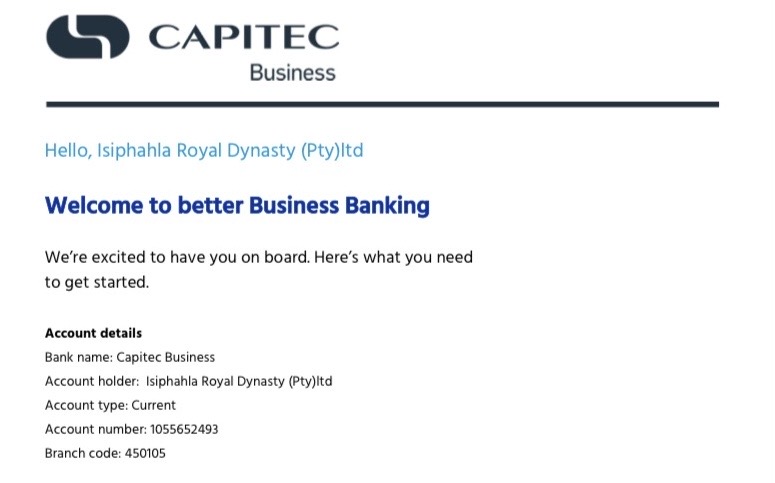 CAPITEC
Business
Hello, Isiphahla Royal Dynasty (Pty)ltd
Welcome to better Business Banking
We're excited to have you on board. Here's what you need
to get started.
Account details
Bank name: Capitec Business
Account holder: Isiphahla Royal Dynasty (Pty)ltd
Account type: Current
Account number: 1055652493
Branch code: 450105